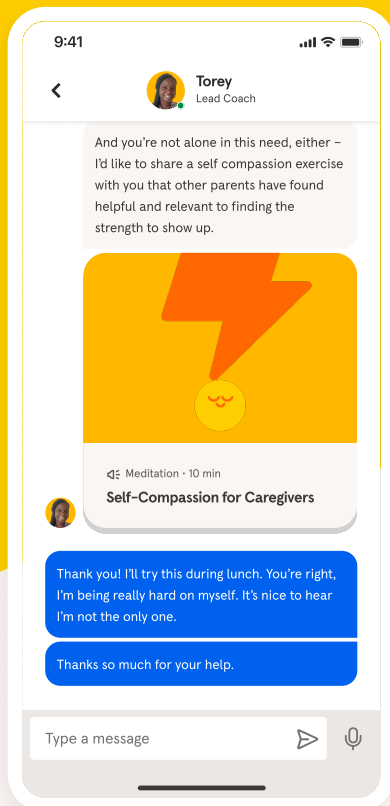 9:41
Torey
Lead Coach
And you're not alone in this need, either –
I'd like to share a self compassion exercise
with you that other parents have found
helpful and relevant to finding the
strength to show up.
Meditation • 10 min
Self-Compassion for Caregivers
Thank you! I'll try this during lunch. You're right,
I'm being really hard on myself. It's nice to hear
I'm not the only one.
Thanks so much for your help.
Type a message